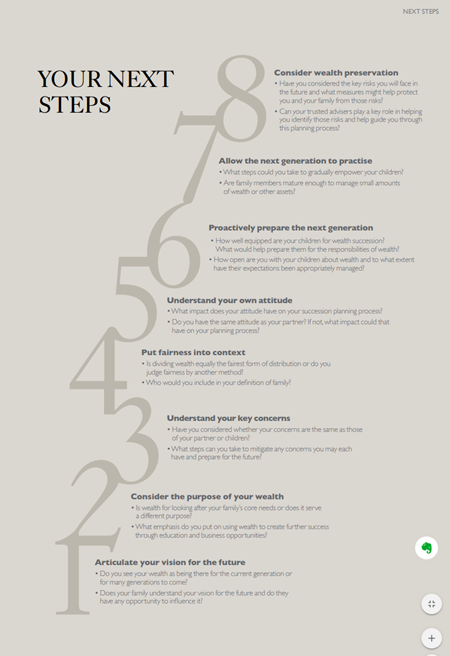 NEXT STEPS
YOUR NEXT
STEPS
8
Consider wealth preservation
• Have you considered the key risks you will face in
the future and what measures might help protect
you and your family from those risks?
• Can your trusted advisers play a key role in helping
you identify those risks and help guide you through
this planning process?
7
Allow the next generation to practise
• What steps could you take to gradually empower your children?
• Are family members mature enough to manage small amounts
of wealth or other assets?
6
Proactively prepare the next generation
• How well equipped are your children for wealth succession?
What would help prepare them for the responsibilities of wealth?
• How open are you with your children about wealth and to what extent
have their expectations been appropriately managed?
5
Understand your own attitude
• What impact does your attitude have on your succession planning process?
• Do you have the same attitude as your partner? If not, what impact could that
have on your planning process?
4
Put fairness into context
• Is dividing wealth equally the fairest form of distribution or do you
judge fairness by another method?
• Who would you include in your definition of family?
3
Understand your key concerns
• Have you considered whether your concerns are the same as those
of your partner or children?
• What steps can you take to mitigate any concerns you may each
have and prepare for the future?
2
Consider the purpose of your wealth
• Is wealth for looking after your family's core needs or does it serve
a different purpose?
• What emphasis do you put on using wealth to create further success
through education and business opportunities?
1
Articulate your vision for the future
• Do you see your wealth as being there for the current generation or
for many generations to come?
• Does your family understand your vision for the future and do they
have any opportunity to influence it?